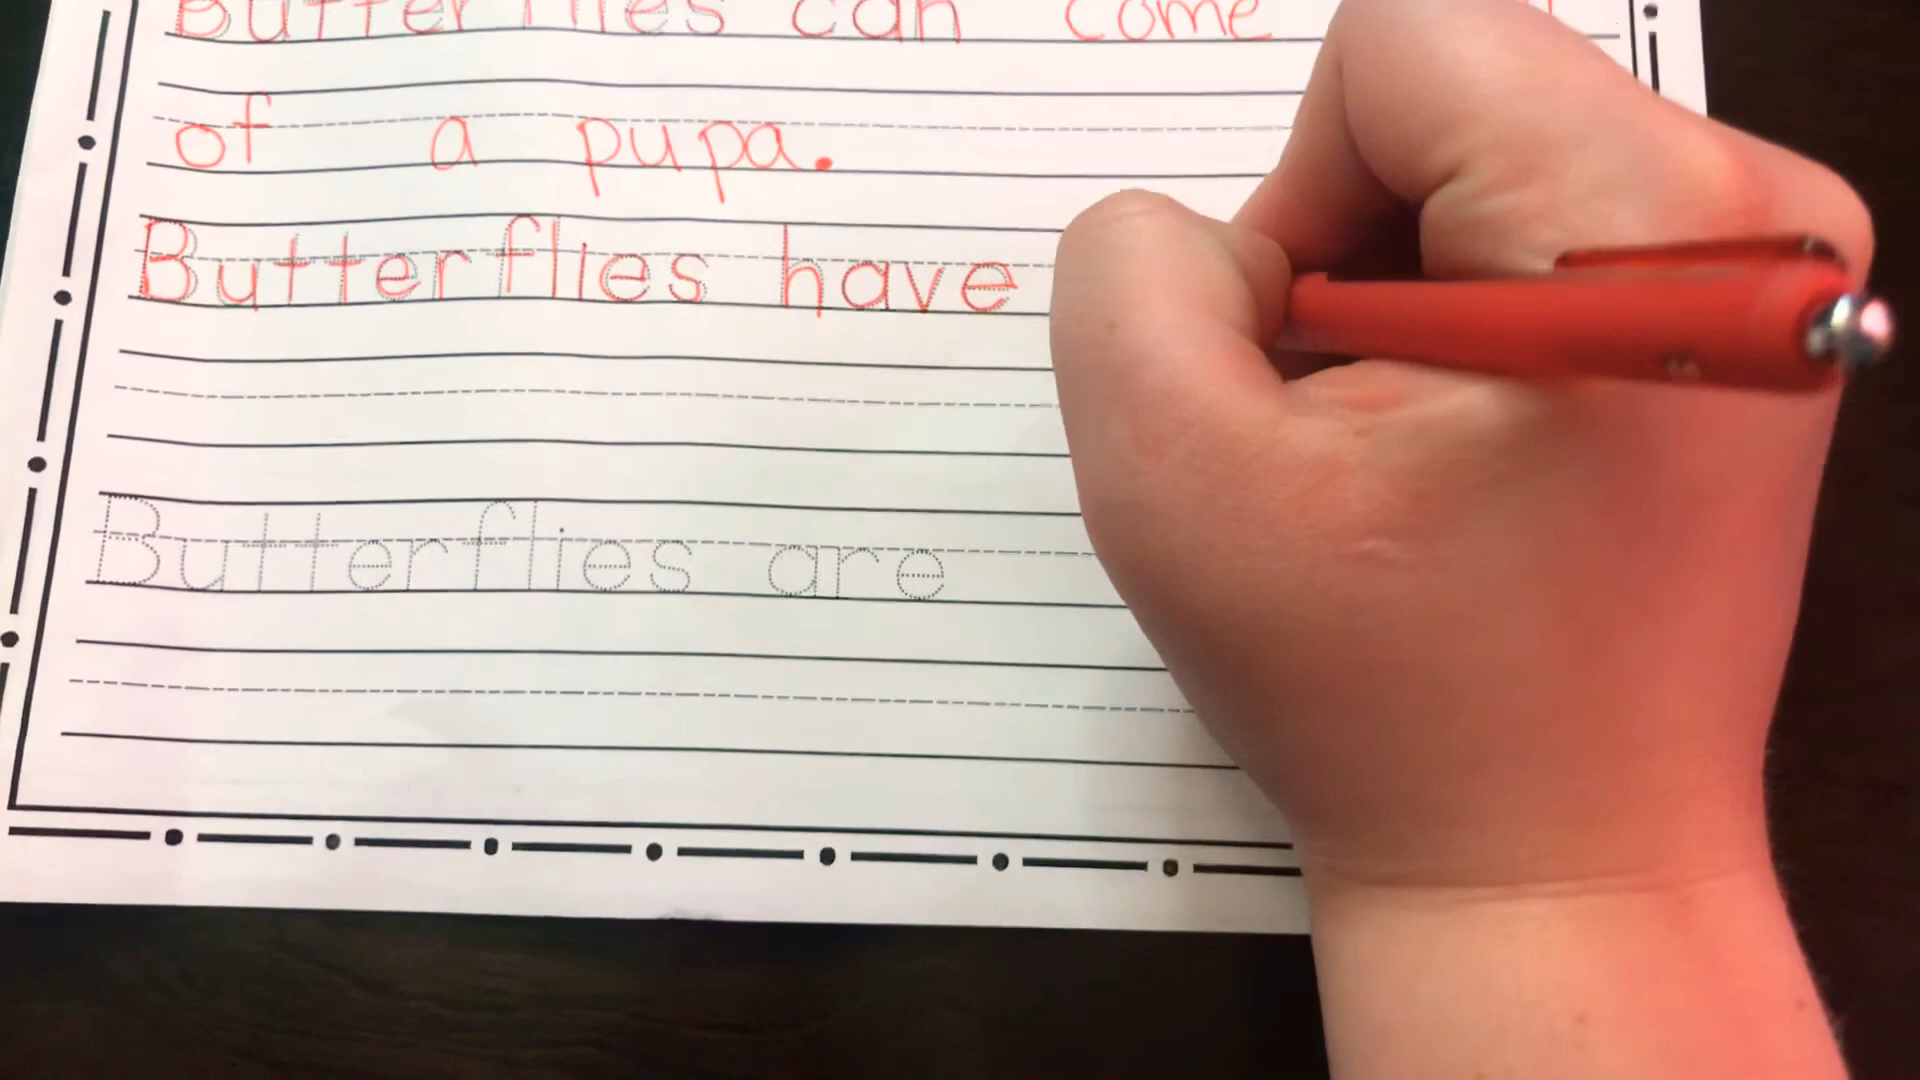 Butterflies can come
of a pupa.
Butterflies have
Butterflies are